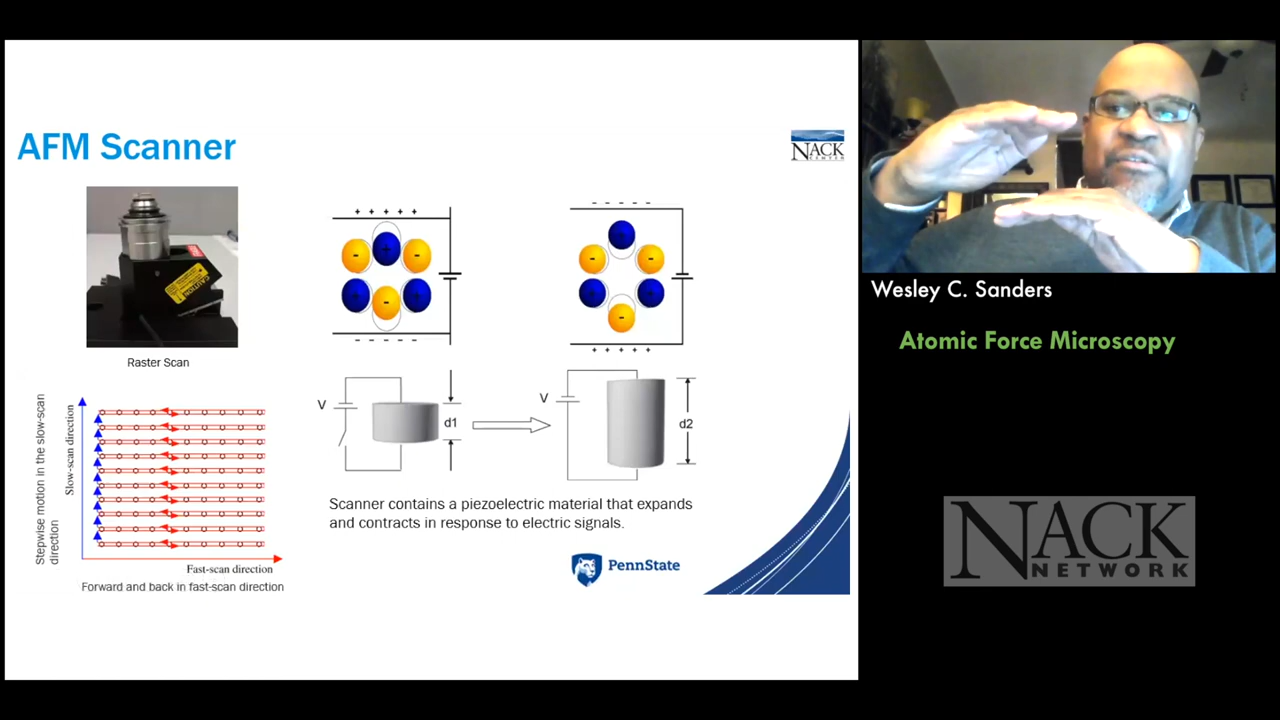 AFM Scanner
NACK
CENTER
Raster Scan
+ + + + +
- - - - -
- - - - -
+ + + + +
- + -
+ - +
- -
+ +
-
V
d1
V
d2
Stepwise motion in the slow-scan
direction
Slow-scan direction
Fast-scan direction
Forward and back in fast-scan direction
Scanner contains a piezoelectric material that expands
and contracts in response to electric signals.
PennState
Wesley C. Sanders
Atomic Force Microscopy
NACK
NETWORK